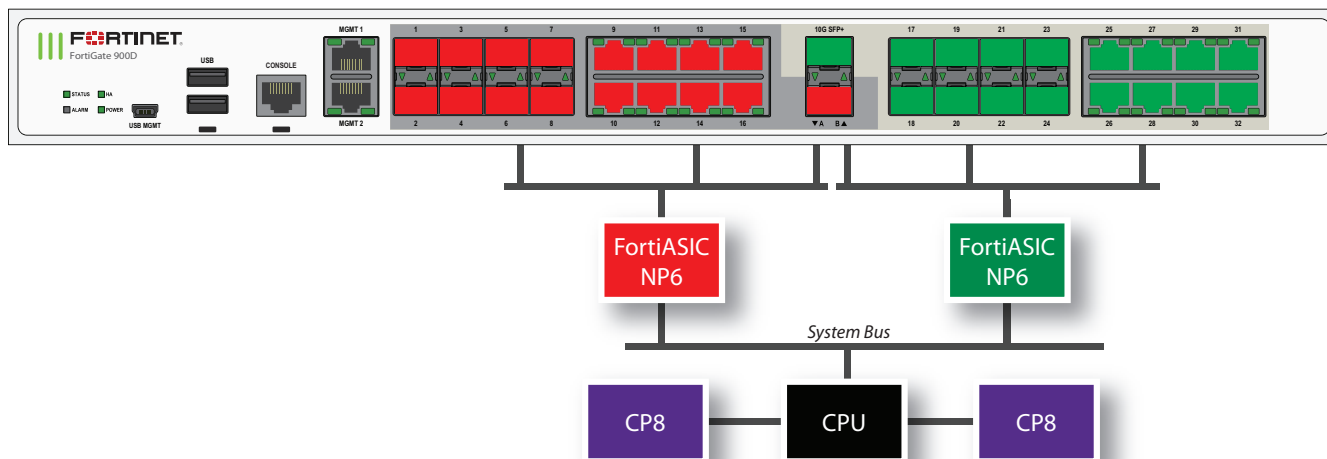 FORTINET
FortiGate 900D
STATUS HA
ALARM POWER
USB MGMT
USB
CONSOLE
MGMT 1
MGMT 2
1 3 5 7 9 11 13 15 10G SFP+ 17 19 21 23 25 27 29 31
2 4 6 8 10 12 14 16 A B 18 20 22 24 26 28 30 32
FortiASIC
NP6
FortiASIC
NP6
System Bus
CP8
CPU
CP8